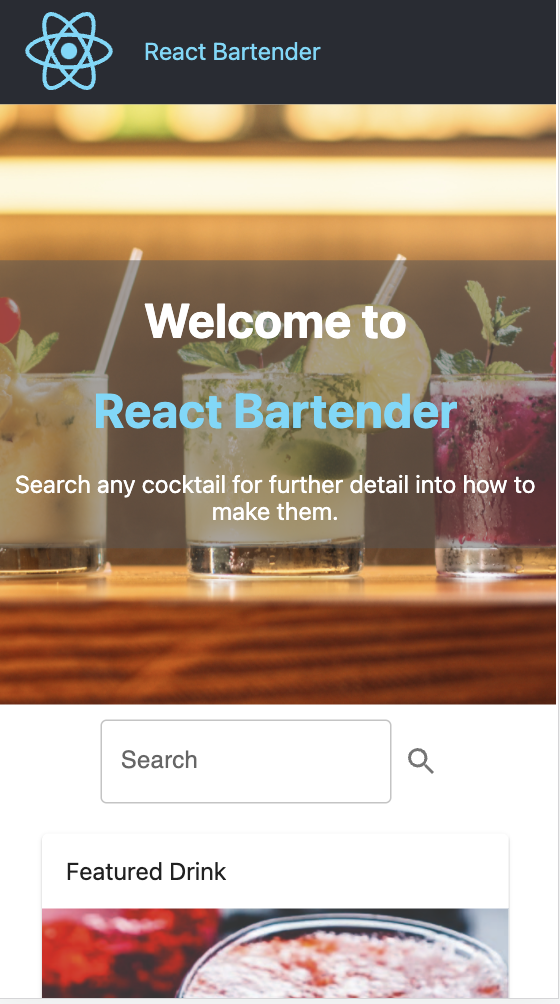 React Bartender
Welcome to
React Bartender
Search any cocktail for further detail into how to
make them.
Search
Featured Drink